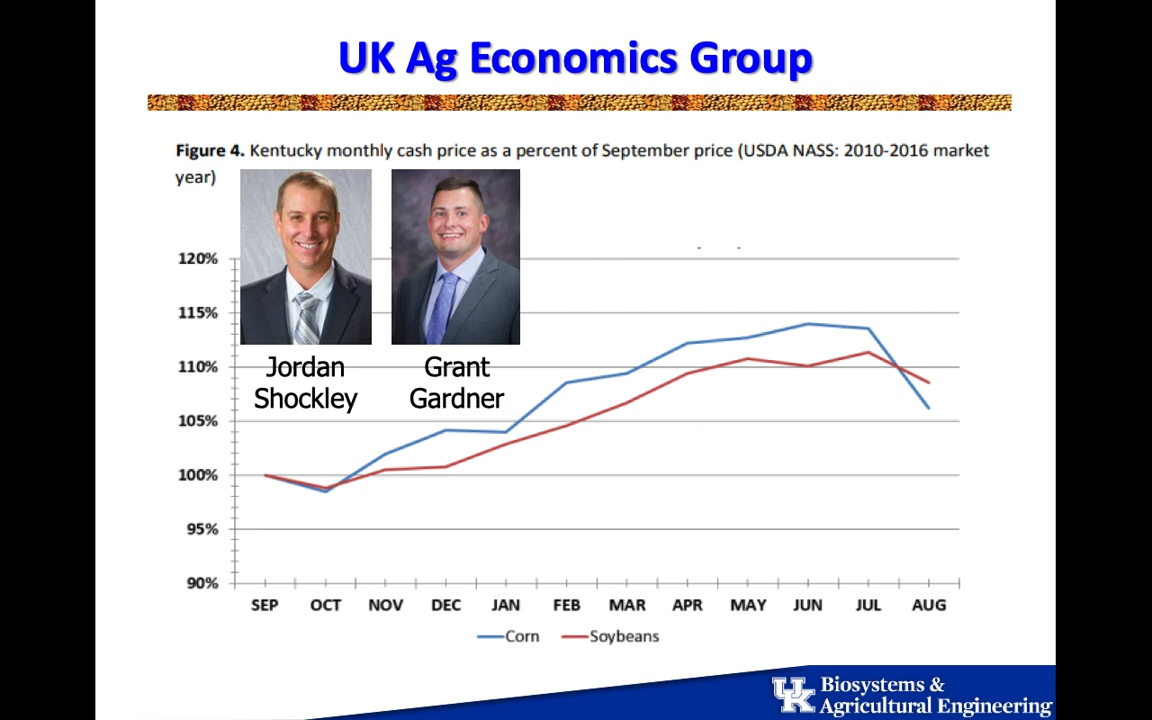 UK Ag Economics Group
Figure 4. Kentucky monthly cash price as a percent of September price (USDA NASS: 2010-2016 market
year)
Jordan
Shockley
Grant
Gardner
120%
115%
110%
105%
100%
95%
90%
SEP OCT NOV DEC JAN FEB MAR APR MAY JUN JUL AUG
Corn Soybeans
UK Biosystems &
Agricultural Engineering